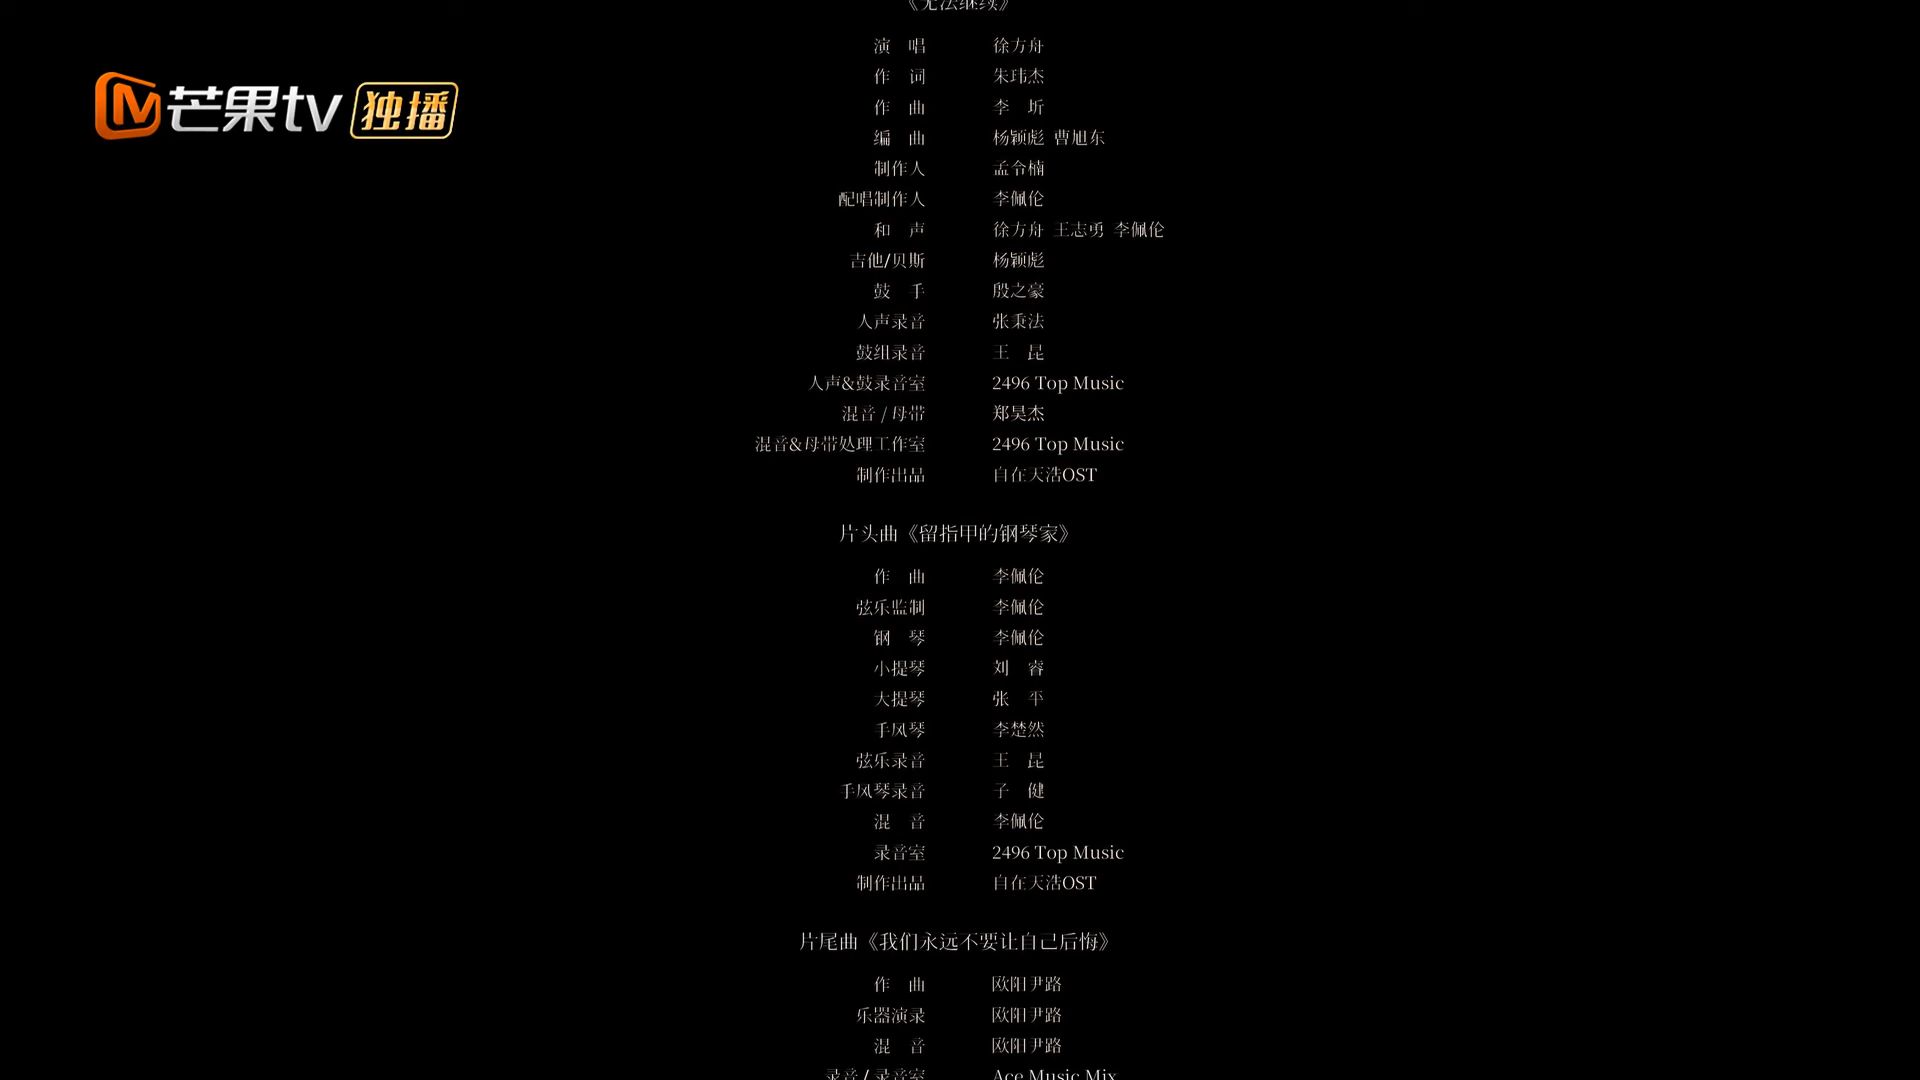 《无法继续》
芒果tv 独播
演 唱 徐方舟
作 词 朱玮杰
作 曲 李 圻
编 曲 杨颖彪 曹旭东
制作人 孟令楠
配唱制作人 李佩伦
和 声 徐方舟 王志勇 李佩伦
吉他/贝斯 杨颖彪
鼓 手 殷之豪
人声录音 张秉法
鼓组录音 王 昆
人声&鼓录音室 2496 Top Music
混音 / 母带 郑昊杰
混音&母带处理工作室 2496 Top Music
制作出品 自在天浩OST
片头曲《留指甲的钢琴家》
作 曲 李佩伦
弦乐监制 李佩伦
钢 琴 李佩伦
小提琴 刘 睿
大提琴 张 平
手风琴 李楚然
弦乐录音 王 昆
手风琴录音 子 健
混 音 李佩伦
录音室 2496 Top Music
制作出品 自在天浩OST
片尾曲《我们永远不要让自己后悔》
作 曲 欧阳尹路
乐器演录 欧阳尹路
混 音 欧阳尹路
录音 / 录音室 Ace Music Mix